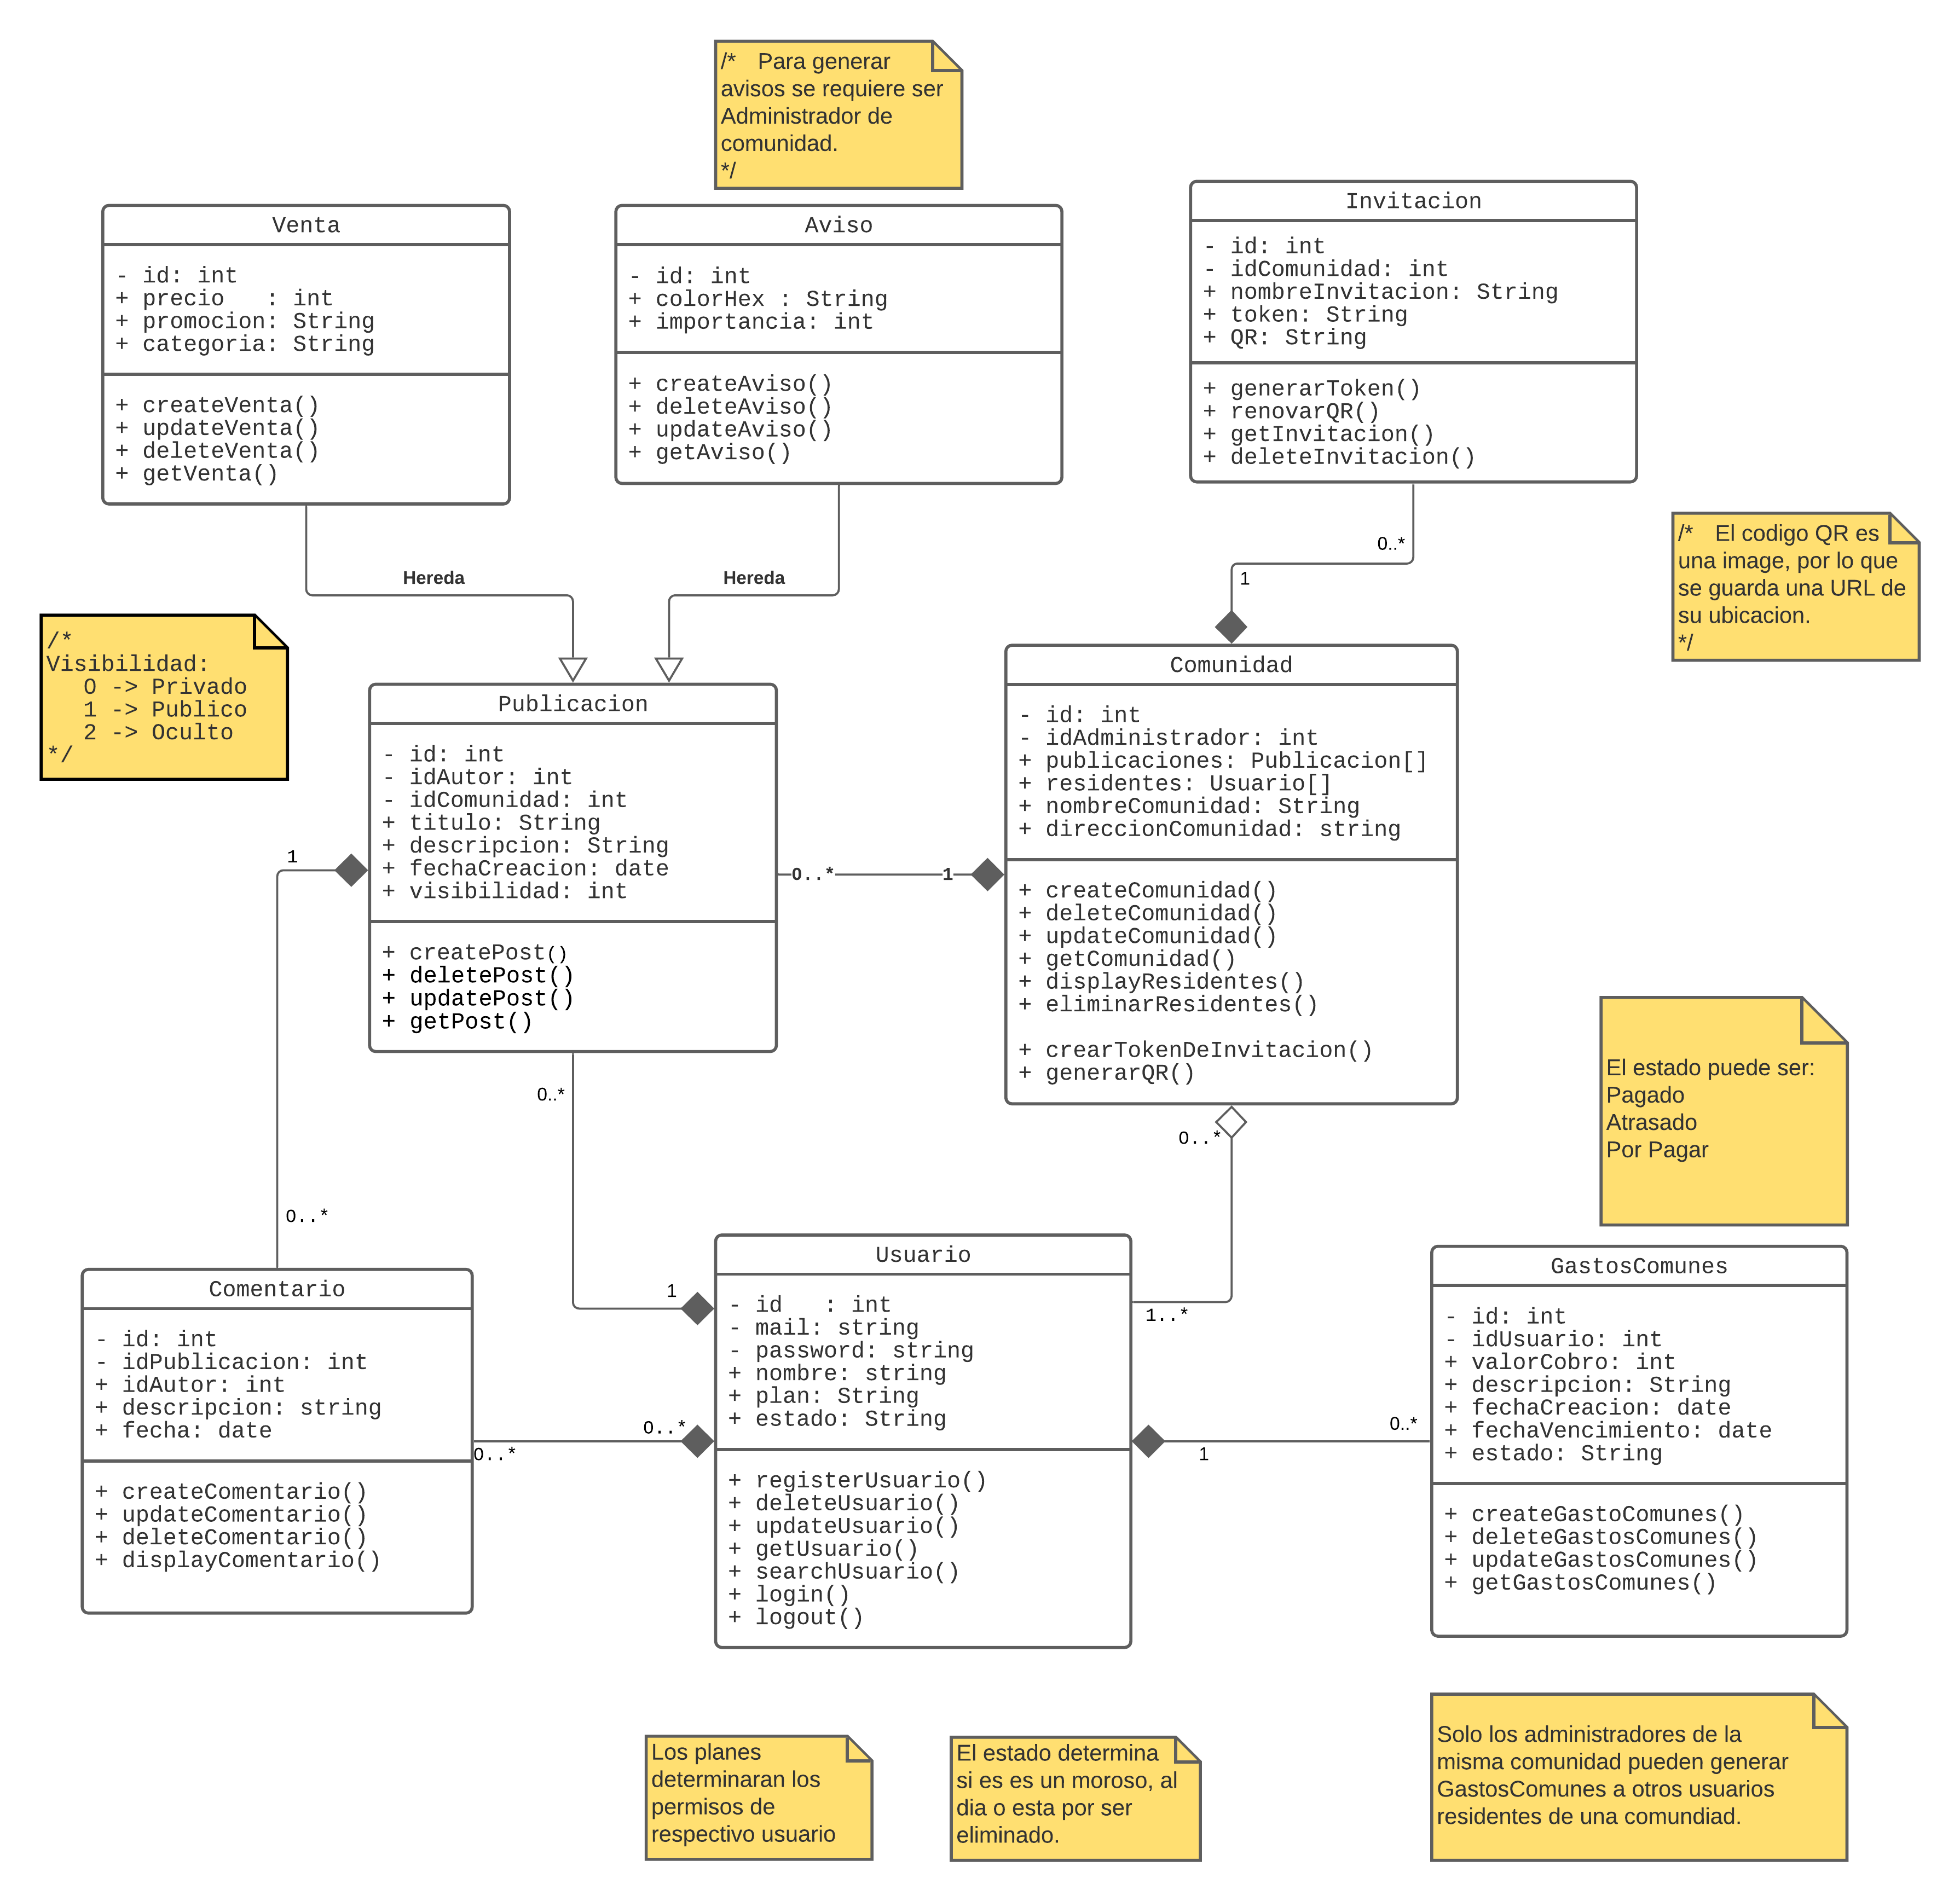 /* Para generar
avisos se requiere ser
Administrador de
comunidad.
*/
Venta
- id: int
+ precio   : int
+ promocion: String
+ categoria: String
+ createVenta()
+ updateVenta()
+ deleteVenta()
+ getVenta()
Aviso
- id: int
+ colorHex : String
+ importancia: int
+ createAviso()
+ deleteAviso()
+ updateAviso()
+ getAviso()
Invitacion
- id: int
- idComunidad: int
+ nombreInvitacion: String
+ token: String
+ QR: String
+ generarToken()
+ renovarQR()
+ getInvitacion()
+ deleteInvitacion()
/* El codigo QR es
una image, por lo que
se guarda una URL de
su ubicacion.
*/
Hereda
Hereda
0..*
1
/*
Visibilidad:
0 -> Privado
1 -> Publico
2 -> Oculto
*/
Publicacion
- id: int
- idAutor: int
- idComunidad: int
+ titulo: String
+ descripcion: String
+ fechaCreacion: date
+ visibilidad: int
+ createPost()
+ deletePost()
+ updatePost()
+ getPost()
0..*
1
Comunidad
- id: int
- idAdministrador: int
+ publicaciones: Publicacion[]
+ residentes: Usuario[]
+ nombreComunidad: String
+ direccionComunidad: string
+ createComunidad()
+ deleteComunidad()
+ updateComunidad()
+ getComunidad()
+ displayResidentes()
+ eliminarResidentes()
+ crearTokenDeInvitacion()
+ generarQR()
1
0..*
0..*
1
0..*
1..*
El estado puede ser:
Pagado
Atrasado
Por Pagar
Comentario
- id: int
- idPublicacion: int
+ idAutor: int
+ descripcion: string
+ fecha: date
+ createComentario()
+ updateComentario()
+ deleteComentario()
+ displayComentario()
0..*
0..*
Usuario
- id   : int
- mail: string
- password: string
+ nombre: string
+ plan: String
+ estado: String
+ registerUsuario()
+ deleteUsuario()
+ updateUsuario()
+ getUsuario()
+ searchUsuario()
+ login()
+ logout()
1
0..*
GastosComunes
- id: int
- idUsuario: int
+ valorCobro: int
+ descripcion: String
+ fechaCreacion: date
+ fechaVencimiento: date
+ estado: String
+ createGastoComunes()
+ deleteGastosComunes()
+ updateGastosComunes()
+ getGastosComunes()
Los planes
determinaran los
permisos de
respectivo usuario
El estado determina
si es es un moroso, al
dia o esta por ser
eliminado.
Solo los administradores de la
misma comunidad pueden generar
GastosComunes a otros usuarios
residentes de una comundiad.